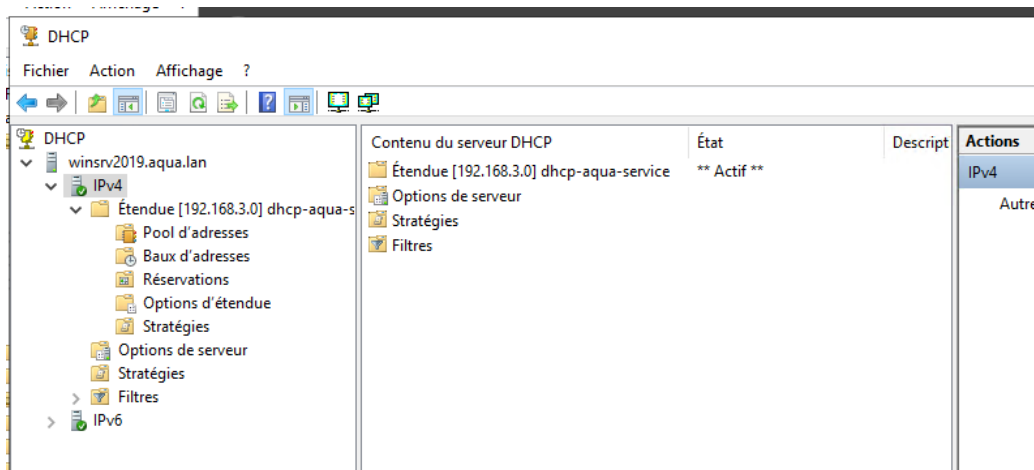 DHCP
Fichier Action Affichage ?
DHCP
winsrv2019.aqua.lan
IPv4
Étendue [192.168.3.0] dhcp-aqua-s
Pool d'adresses
Baux d'adresses
Réservations
Options d'étendue
Stratégies
Options de serveur
Stratégies
Filtres
IPv6
Contenu du serveur DHCP État Descript
Étendue [192.168.3.0] dhcp-aqua-service ** Actif **
Options de serveur
Stratégies
Filtres
Actions
IPv4
Autre